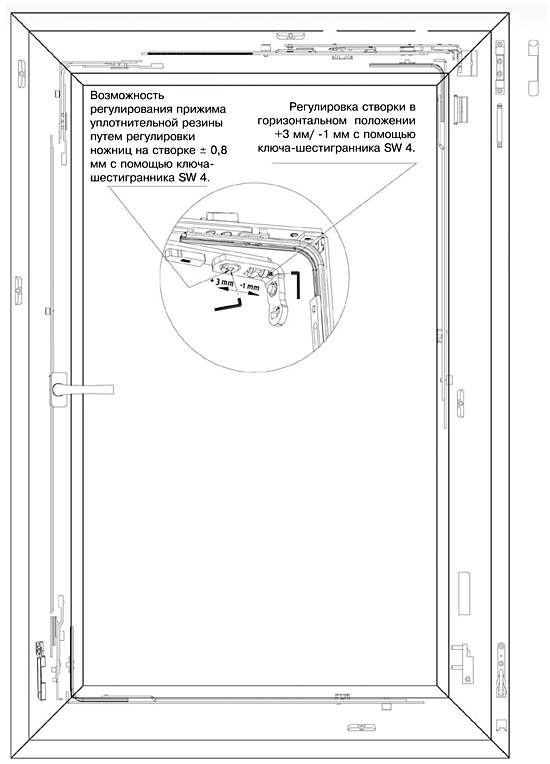 Возможность
регулирования прижима
уплотнительной резины
путем регулировки
ножниц на створке ± 0,8
мм с помощью ключа-
шестигранника SW 4.
Регулировка створки в
горизонтальном положении
+3 мм/ -1 мм с помощью
ключа-шестигранника SW 4.
+ 3 mm -1 mm